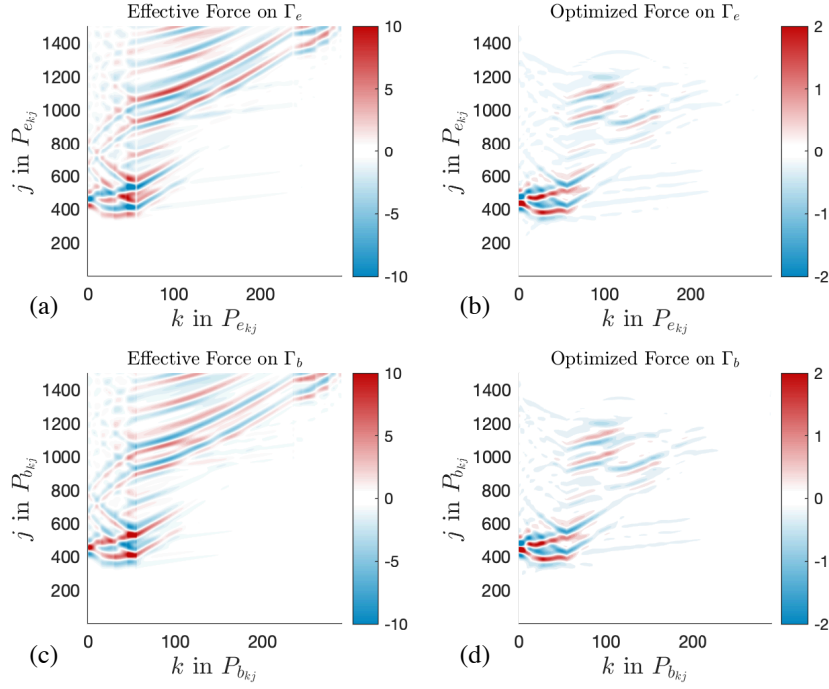 Effective Force on Γ_e
1400
1200
1000
800
600
400
200
j in P_{e_{kj}}
0 100 200
k in P_{e_{kj}}
10
5
0
-5
-10
(a)
Optimized Force on Γ_e
1400
1200
1000
800
600
400
200
j in P_{e_{kj}}
0 100 200
k in P_{e_{kj}}
2
1
0
-1
-2
(b)
Effective Force on Γ_b
1400
1200
1000
800
600
400
200
j in P_{b_{kj}}
0 100 200
k in P_{b_{kj}}
10
5
0
-5
-10
(c)
Optimized Force on Γ_b
1400
1200
1000
800
600
400
200
j in P_{b_{kj}}
0 100 200
k in P_{b_{kj}}
2
1
0
-1
-2
(d)